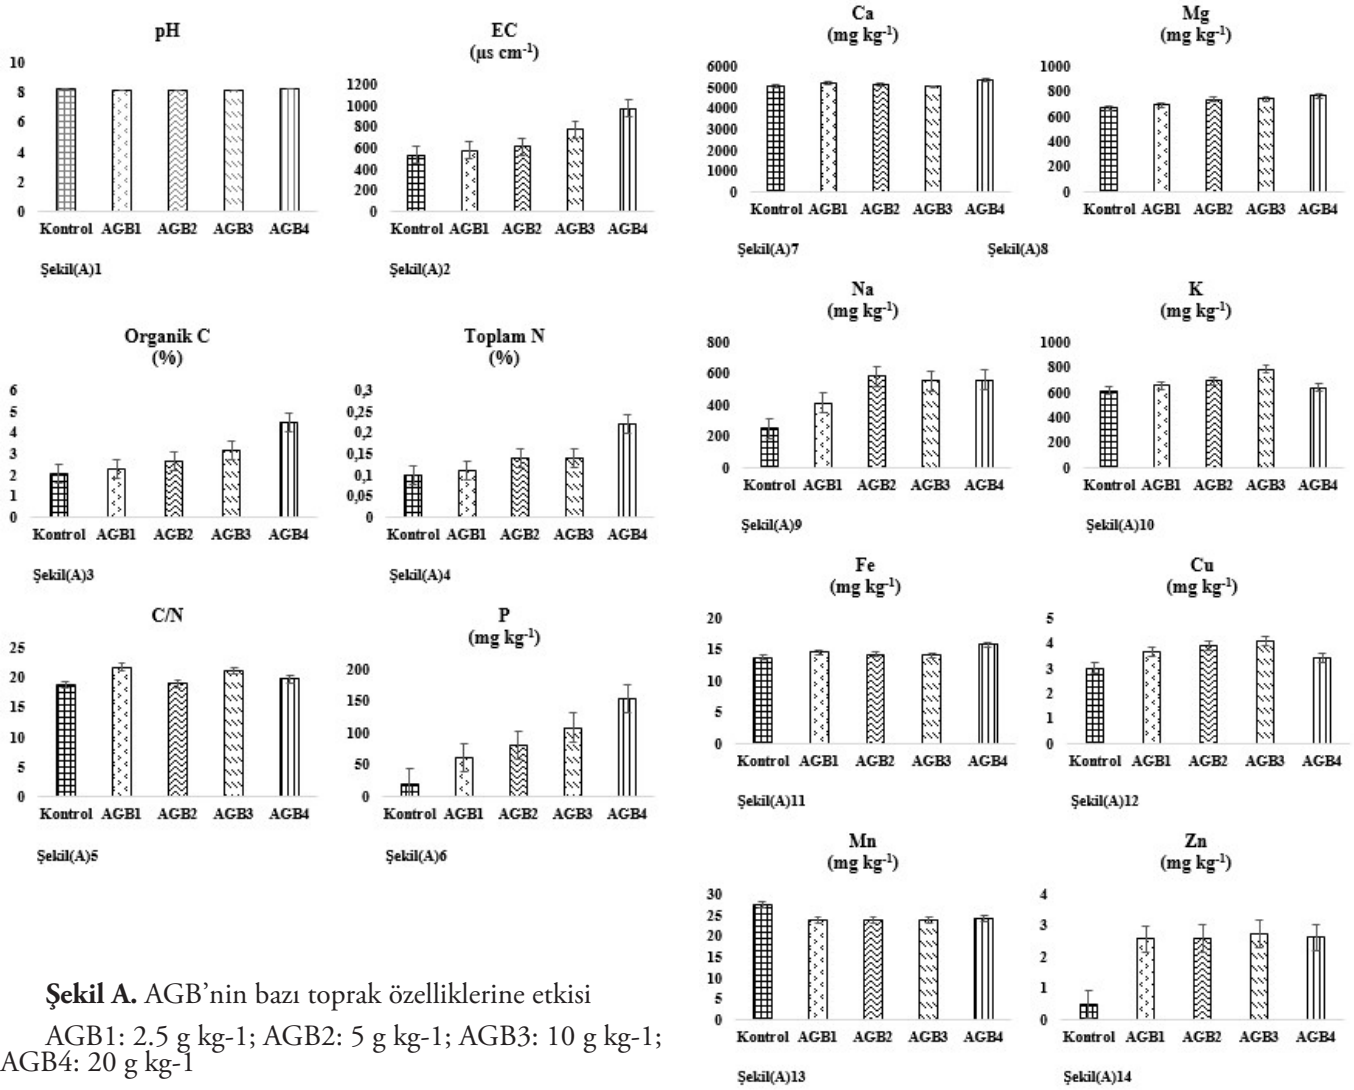 pH
10
8
6
4
2
0
Kontrol AGB1 AGB2 AGB3 AGB4
Şekil(A)1
EC
(µs cm-1)
1200
1000
800
600
400
200
0
Kontrol AGB1 AGB2 AGB3 AGB4
Şekil(A)2
Organik C
(%)
6
5
4
3
2
1
0
Kontrol AGB1 AGB2 AGB3 AGB4
Şekil(A)3
Toplam N
(%)
0,3
0,25
0,2
0,15
0,1
0,05
0
Kontrol AGB1 AGB2 AGB3 AGB4
Şekil(A)4
C/N
25
20
15
10
5
0
Kontrol AGB1 AGB2 AGB3 AGB4
Şekil(A)5
P
(mg kg-1)
200
150
100
50
0
Kontrol AGB1 AGB2 AGB3 AGB4
Şekil(A)6
Şekil A. AGB’nin bazı toprak özelliklerine etkisi
AGB1: 2.5 g kg-1; AGB2: 5 g kg-1; AGB3: 10 g kg-1;
AGB4: 20 g kg-1
Ca
(mg kg-1)
6000
5000
4000
3000
2000
1000
0
Kontrol AGB1 AGB2 AGB3 AGB4
Şekil(A)7
Mg
(mg kg-1)
1000
800
600
400
200
0
Kontrol AGB1 AGB2 AGB3 AGB4
Şekil(A)8
Na
(mg kg-1)
800
600
400
200
0
Kontrol AGB1 AGB2 AGB3 AGB4
Şekil(A)9
K
(mg kg-1)
1000
800
600
400
200
0
Kontrol AGB1 AGB2 AGB3 AGB4
Şekil(A)10
Fe
(mg kg-1)
20
15
10
5
0
Kontrol AGB1 AGB2 AGB3 AGB4
Şekil(A)11
Cu
(mg kg-1)
5
4
3
2
1
0
Kontrol AGB1 AGB2 AGB3 AGB4
Şekil(A)12
Mn
(mg kg-1)
30
25
20
15
10
5
0
Kontrol AGB1 AGB2 AGB3 AGB4
Şekil(A)13
Zn
(mg kg-1)
4
3
2
1
0
Kontrol AGB1 AGB2 AGB3 AGB4
Şekil(A)14